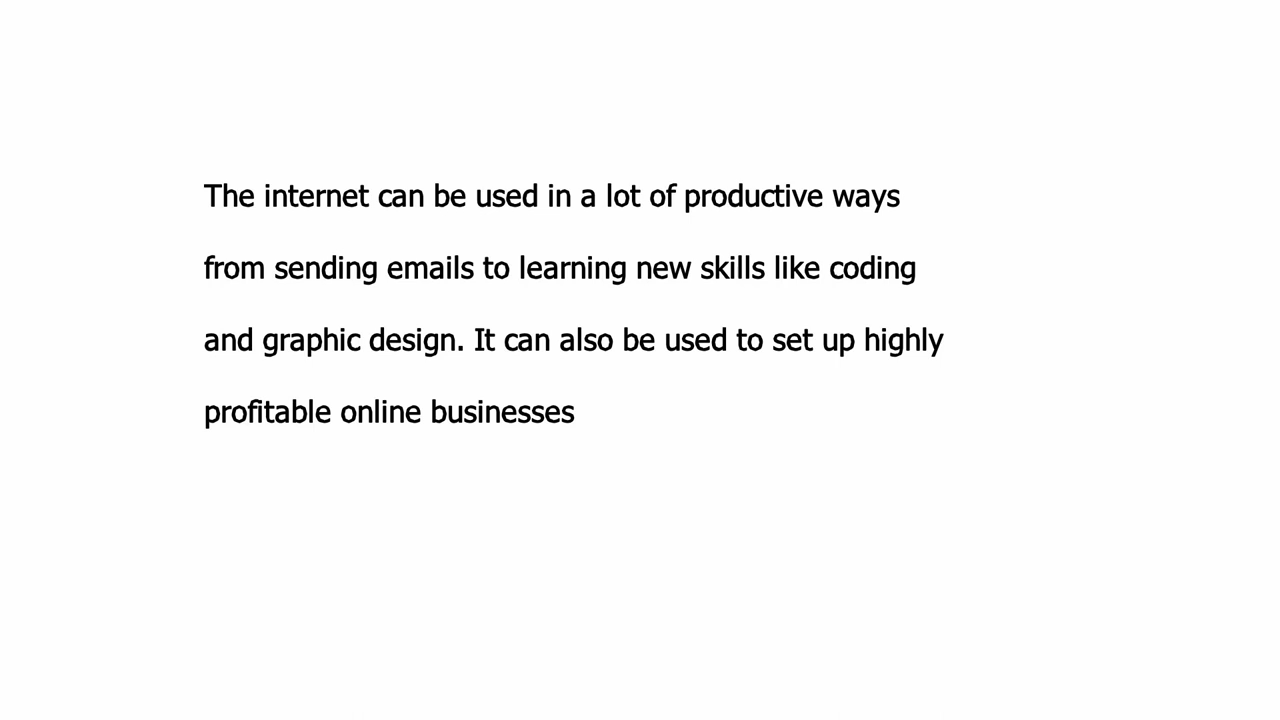 The internet can be used in a lot of productive ways
from sending emails to learning new skills like coding
and graphic design. It can also be used to set up highly
profitable online businesses